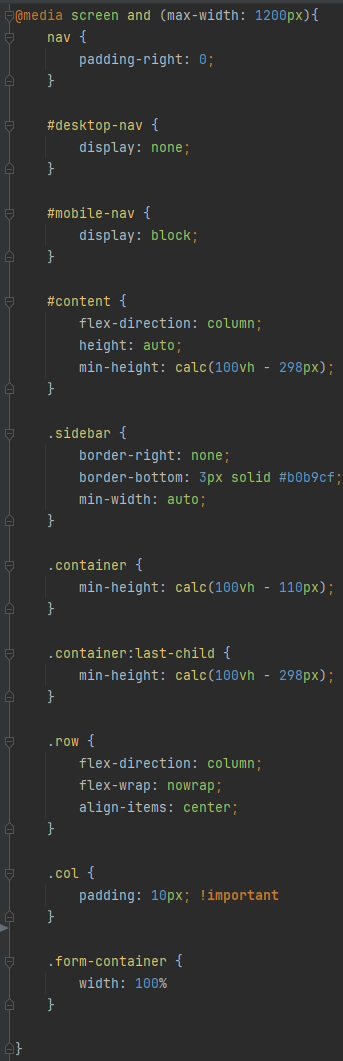 @media screen and (max-width: 1200px){
    nav {
        padding-right: 0;
    }

    #desktop-nav {
        display: none;
    }

    #mobile-nav {
        display: block;
    }

    #content {
        flex-direction: column;
        height: auto;
        min-height: calc(100vh - 298px);
    }

    .sidebar {
        border-right: none;
        border-bottom: 3px solid #b0b9cf;
        min-width: auto;
    }

    .container {
        min-height: calc(100vh - 110px);
    }

    .container:last-child {
        min-height: calc(100vh - 298px);
    }

    .row {
        flex-direction: column;
        flex-wrap: nowrap;
        align-items: center;
    }

    .col {
        padding: 10px; !important
    }

    .form-container {
        width: 100%
    }

}